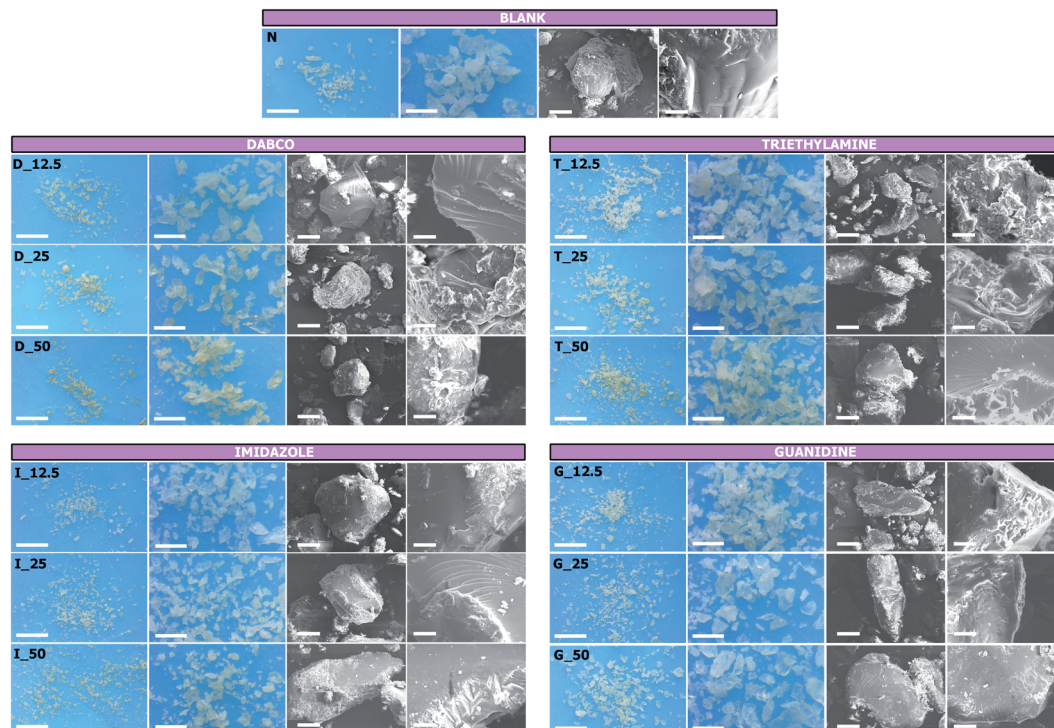 BLANK
N
DABCO
D_12.5
D_25
D_50
TRIETHYLAMINE
T_12.5
T_25
T_50
IMIDAZOLE
I_12.5
I_25
I_50
GUANIDINE
G_12.5
G_25
G_50